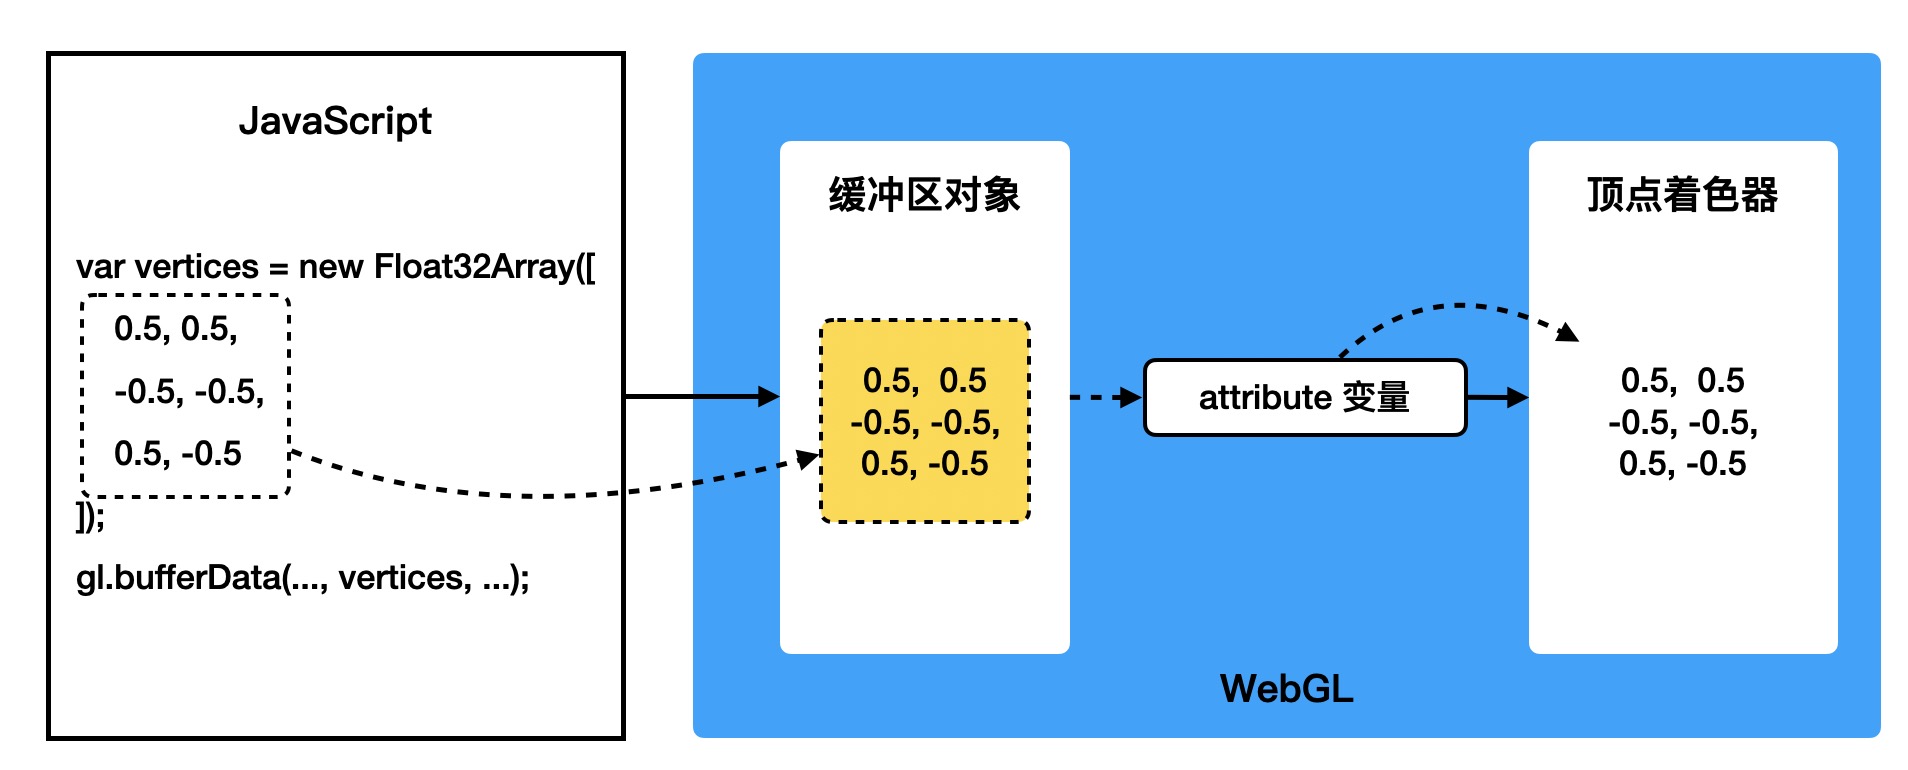 JavaScript
var vertices = new Float32Array([
0.5, 0.5,
-0.5, -0.5,
0.5, -0.5
]);
gl.bufferData(..., vertices, ...);
缓冲区对象
0.5, 0.5
-0.5, -0.5,
0.5, -0.5
attribute 变量
顶点着色器
0.5, 0.5
-0.5, -0.5,
0.5, -0.5
WebGL